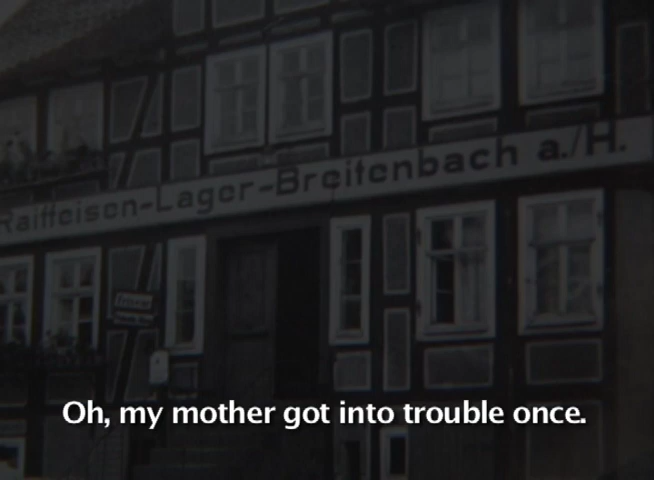 Raiffeisen-Lager-Breitenbach a./H.
Oh, my mother got into trouble once.